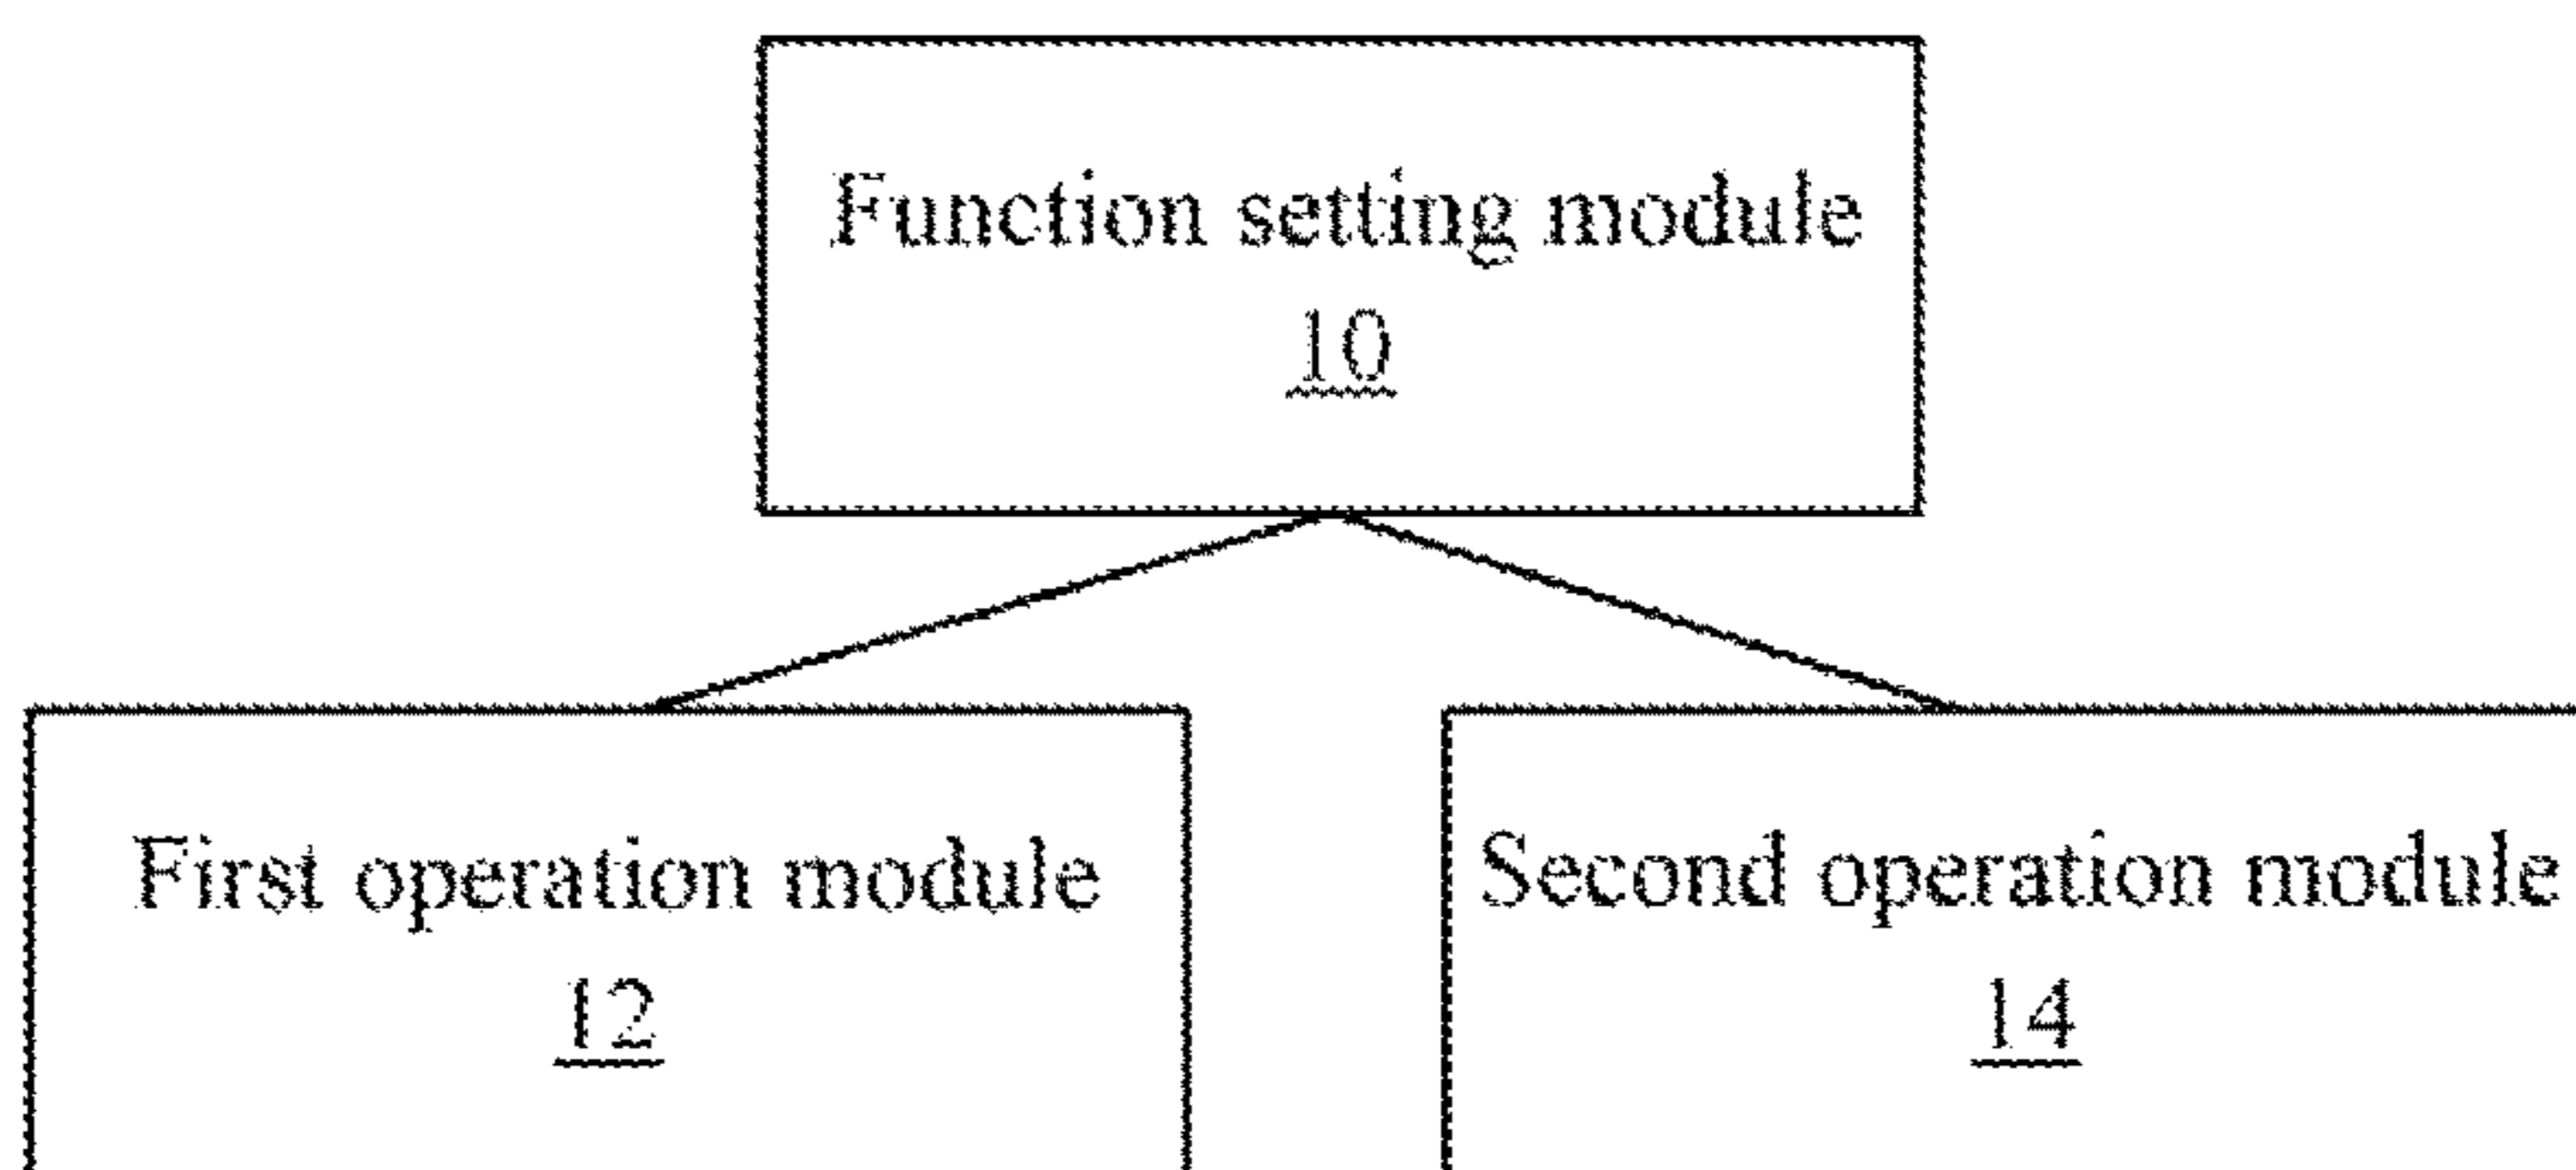 Function setting module
10
First operation module
12
Second operation module
14